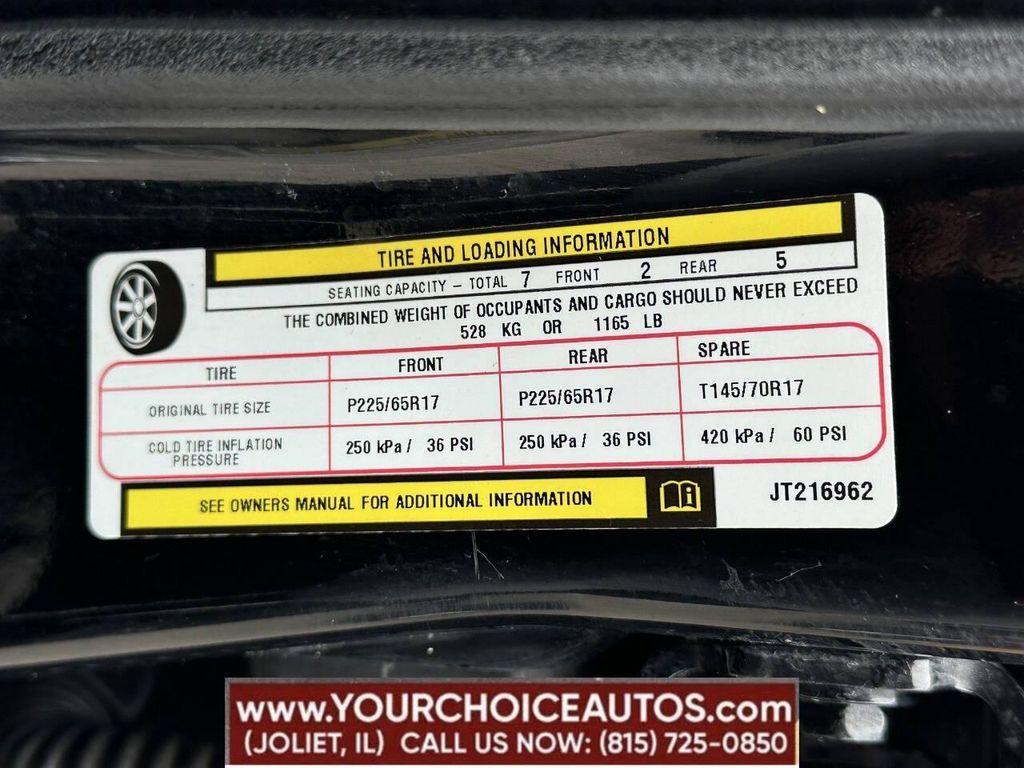 TIRE AND LOADING INFORMATION
SEATING CAPACITY – TOTAL 7 FRONT 2 REAR 5
THE COMBINED WEIGHT OF OCCUPANTS AND CARGO SHOULD NEVER EXCEED
528 KG OR 1165 LB
TIRE FRONT REAR SPARE
ORIGINAL TIRE SIZE P225/65R17 P225/65R17 T145/70R17
COLD TIRE INFLATION
PRESSURE 250 kPa / 36 PSI 250 kPa / 36 PSI 420 kPa / 60 PSI
SEE OWNERS MANUAL FOR ADDITIONAL INFORMATION
JT216962
www.YOURCHOICEAUTOS.com
(JOLIET, IL) CALL US NOW: (815) 725-0850